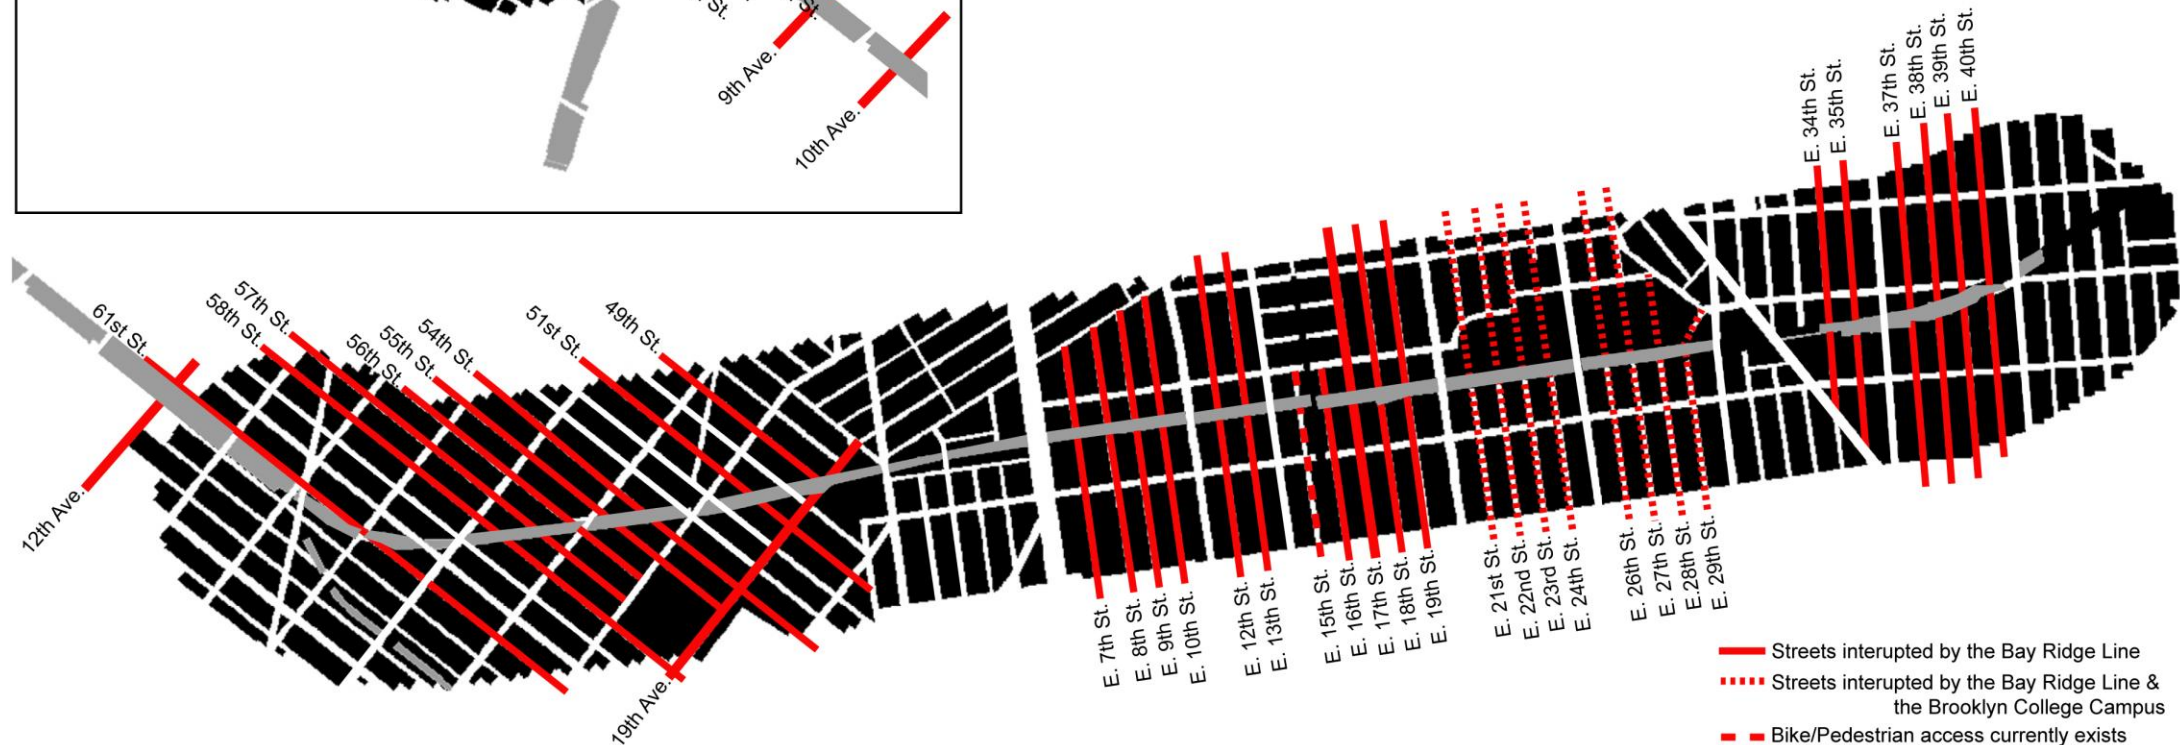 St.
St.
9th Ave.
10th Ave.
E. 34th St.
E. 35th St.
E. 37th St.
E. 38th St.
E. 39th St.
E. 40th St.
61st St.
58th St.
57th St.
56th St.
55th St.
54th St.
51st St.
49th St.
12th Ave.
19th Ave.
E. 7th St.
E. 8th St.
E. 9th St.
E. 10th St.
E. 12th St.
E. 13th St.
E. 15th St.
E. 16th St.
E. 17th St.
E. 18th St.
E. 19th St.
E. 21st St.
E. 22nd St.
E. 23rd St.
E. 24th St.
E. 26th St.
E. 27th St.
E.28th St.
E. 29th St.
Streets interupted by the Bay Ridge Line
Streets interupted by the Bay Ridge Line &
the Brooklyn College Campus
Bike/Pedestrian access currently exists